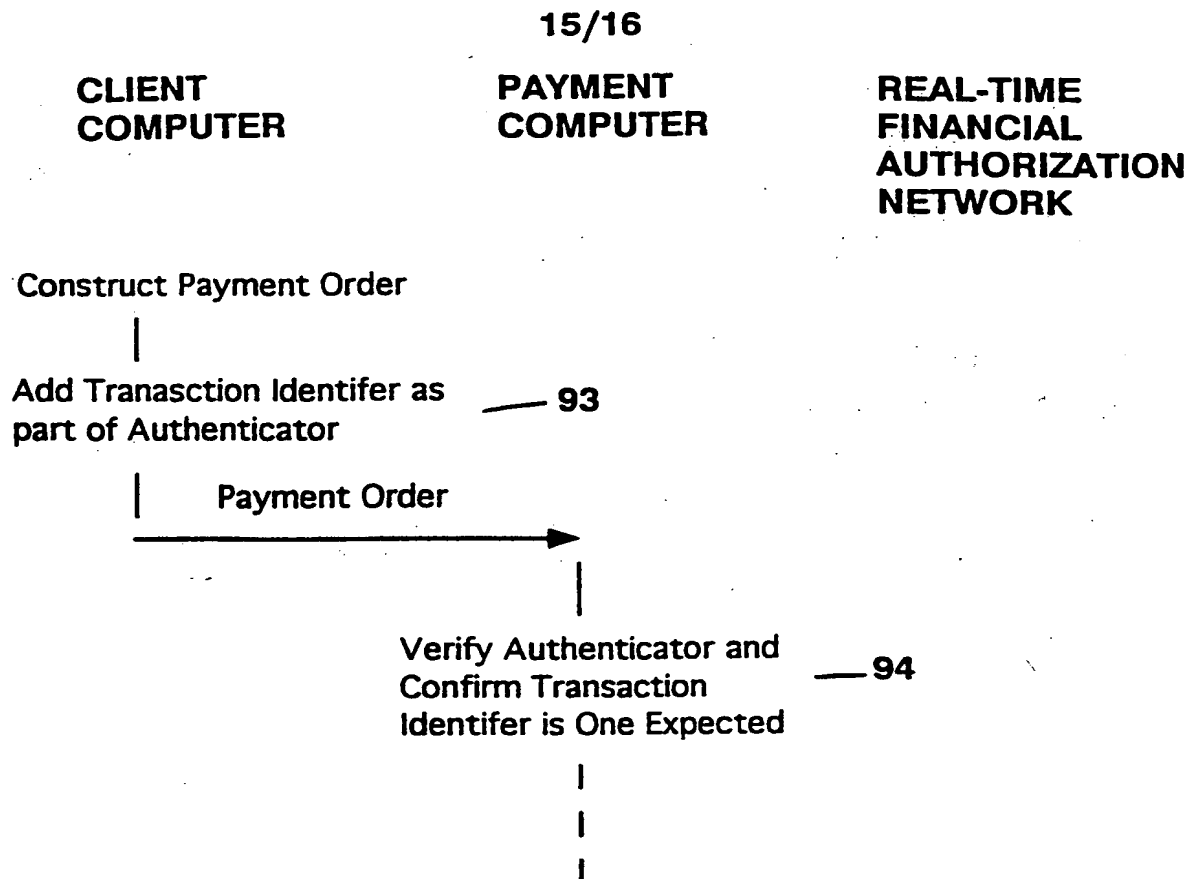 15/16
CLIENT
COMPUTER
PAYMENT
COMPUTER
REAL-TIME
FINANCIAL
AUTHORIZATION
NETWORK
Construct Payment Order
Add Tranasction Identifer as
part of Authenticator
93
Payment Order
Verify Authenticator and
Confirm Transaction
Identifer is One Expected
94